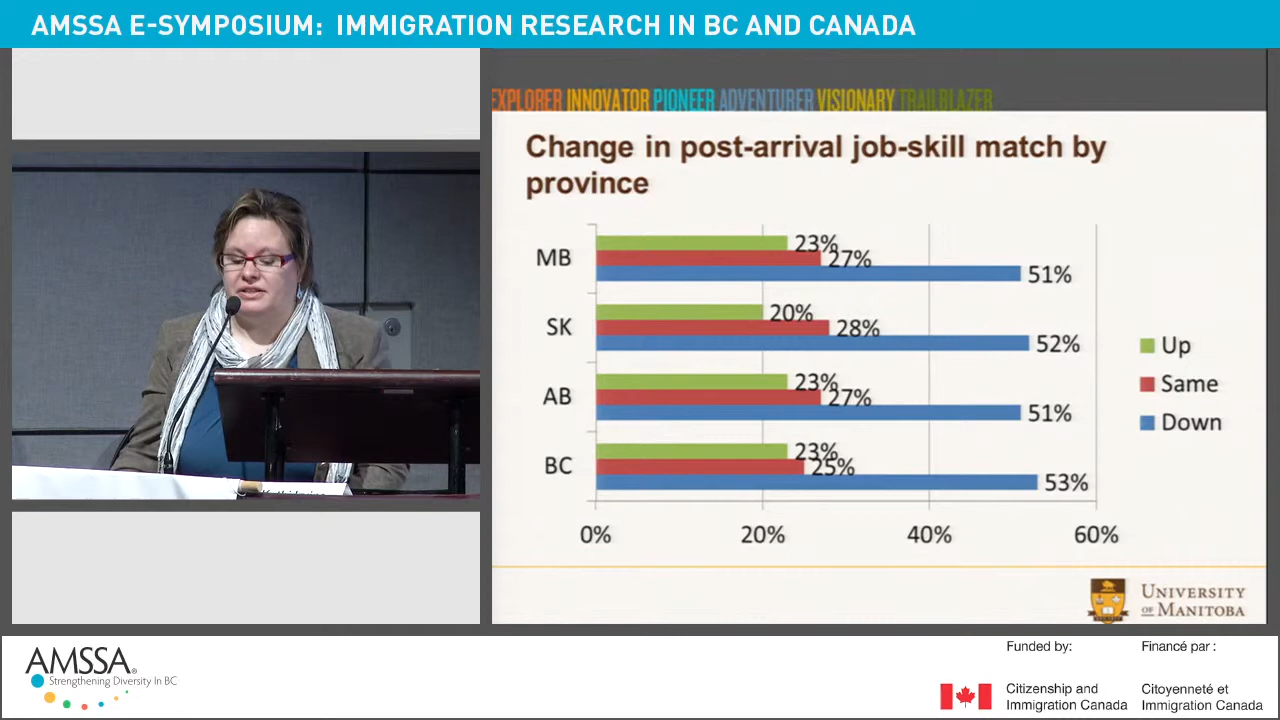 AMSSA E-SYMPOSIUM: IMMIGRATION RESEARCH IN BC AND CANADA
EXPLORER INNOVATOR PIONEER ADVENTURER VISIONARY TRAILBLAZER
Change in post-arrival job-skill match by
province
MB
23%
27%
51%
SK
20%
28%
52%
AB
23%
27%
51%
BC
23%
25%
53%
0% 20% 40% 60%
Up
Same
Down
UNIVERSITY
OF MANITOBA
AMSSA®
Strengthening Diversity In BC
Funded by:
Citizenship and
Immigration Canada
Financé par :
Citoyenneté et
Immigration Canada